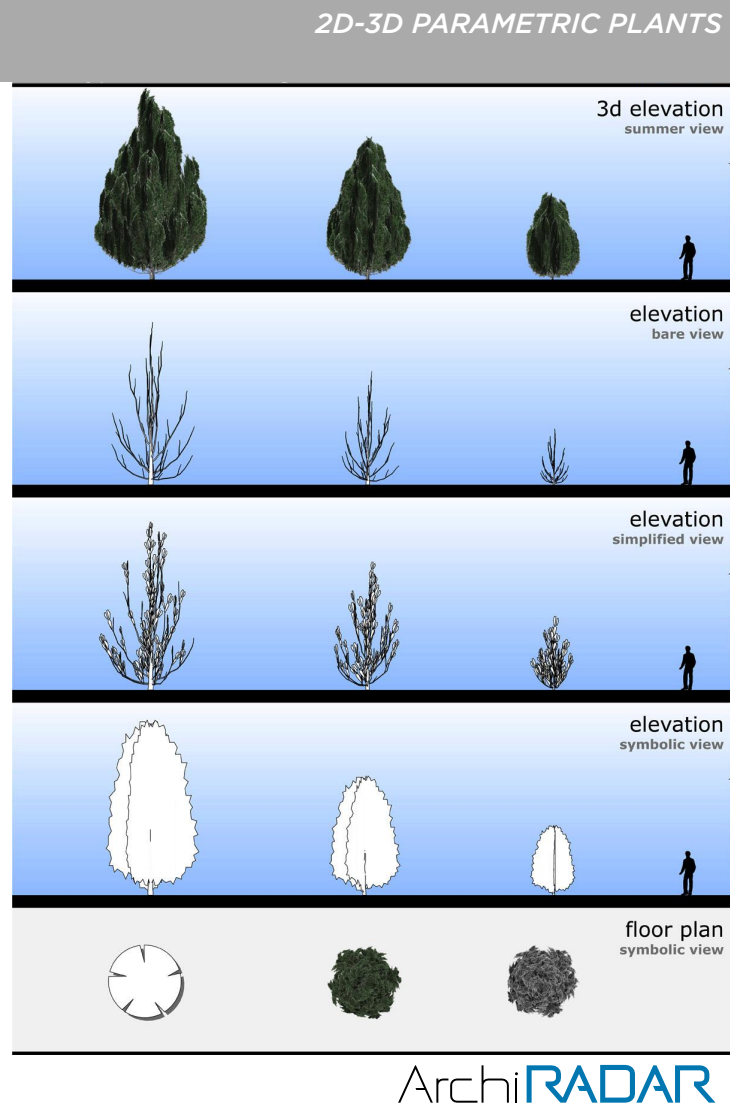 2D-3D PARAMETRIC PLANTS
3d elevation
summer view
elevation
bare view
elevation
simplified view
elevation
symbolic view
floor plan
symbolic view
ArchiRADAR